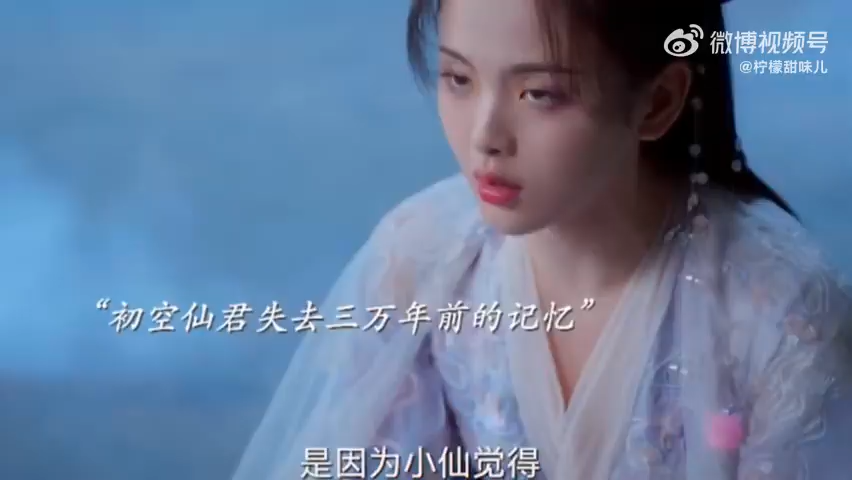 微博视频号
@柠檬甜味儿
“初空仙君失去三万年前的记忆”
是因为小仙觉得